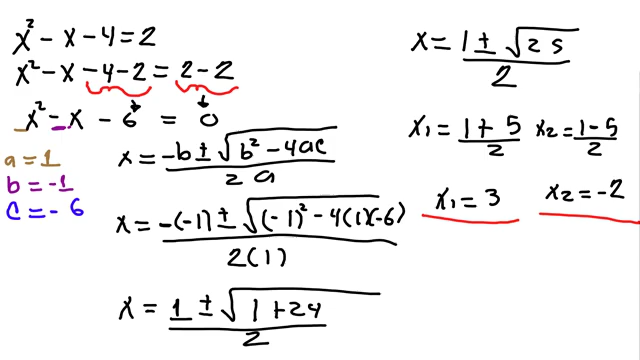 x² - x - 4 = 2
x² - x - 4 - 2 = 2 - 2
x² - x - 6 = 0
a = 1
b = -1
c = - 6
x = -b ± √b² - 4ac / 2a
x = -(-1) ± √(-1)² - 4(1)(-6) / 2(1)
x = 1 ± √1 + 24 / 2
x = 1 ± √25 / 2
x₁ = 1 + 5 / 2 x₂ = 1 - 5 / 2
x₁ = 3 x₂ = -2